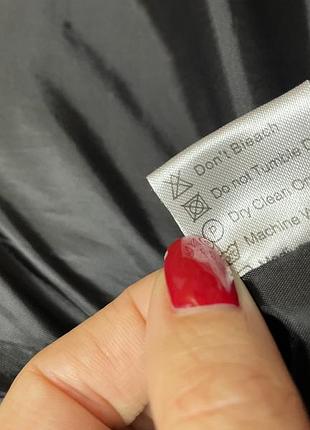 Don't Bleach
Do not Tumble D
Dry Clean On
Machine W